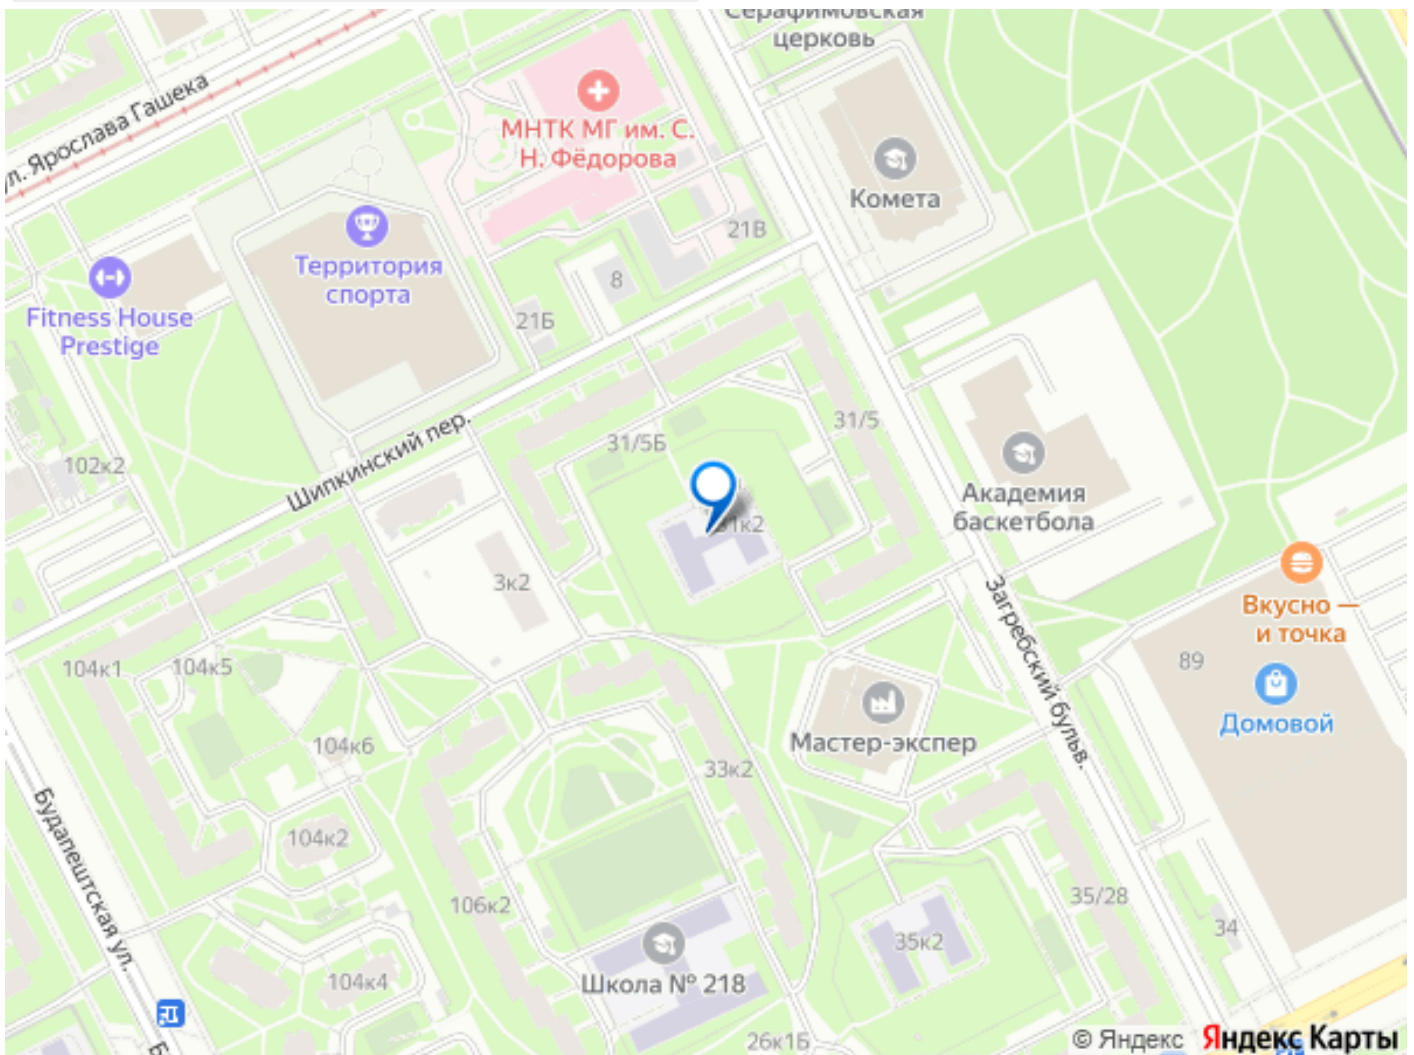 Серафимовская
церковь
л. Ярослава Гашека
МНТК МГ им. С.
Н. Фёдорова
Комета
21В
Территория
спорта
8
Fitness House
Prestige
21Б
31/5
31/5Б
Шипкинский пер.
102к2
Академия
баскетбола
31к2
3к2
Загребский бульв.
Вкусно —
и точка
89
104к1
104к5
Домовой
104к6
Мастер-экспер
33к2
Будапештская ул.
104к2
106к2
35/28
34
35к2
104к4
Школа № 218
26к1Б
© Яндекс Яндекс Карты